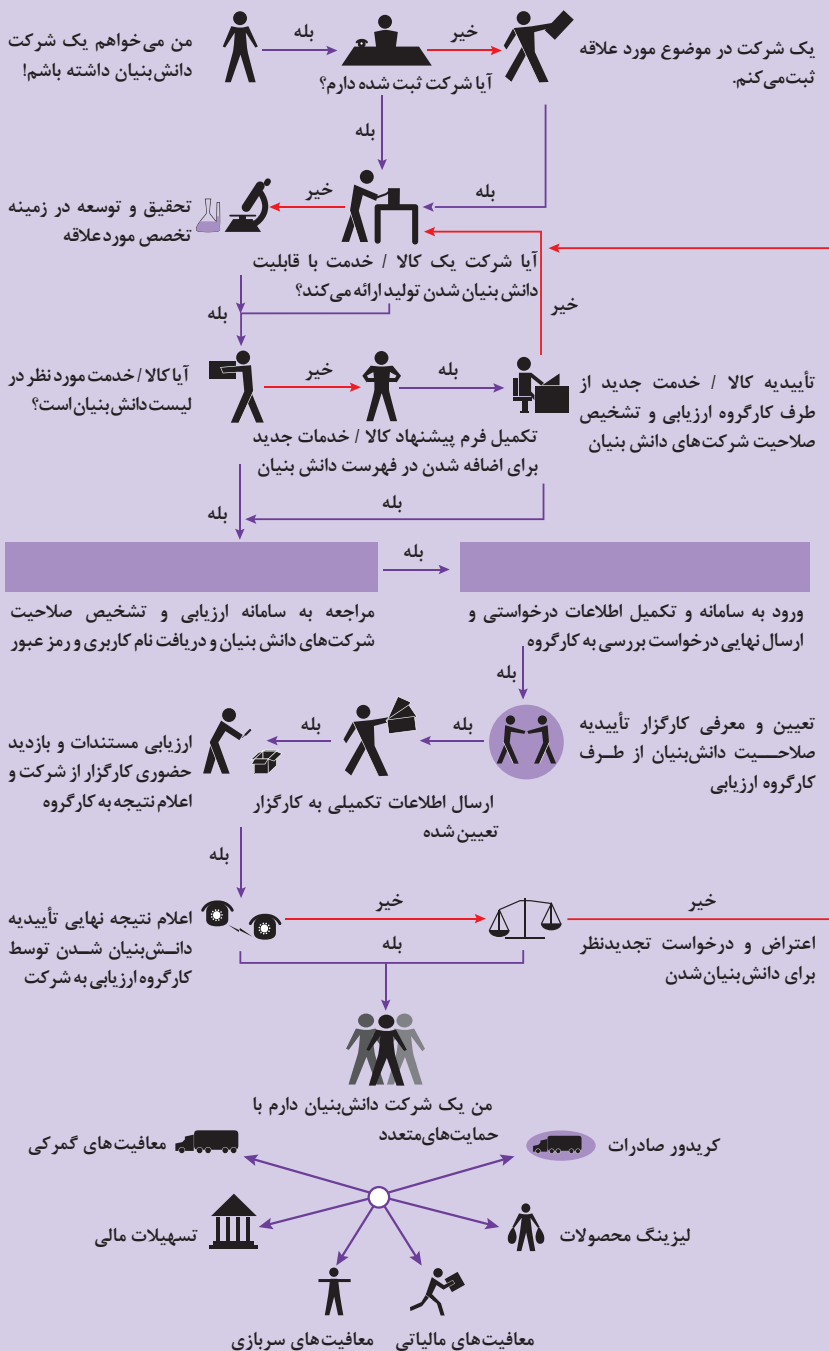 من می‌خواهم یک شرکت
دانش‌بنیان داشته باشم!
بله
آیا شرکت ثبت شده دارم؟
خیر
یک شرکت در موضوع مورد علاقه
ثبت‌می‌کنم.
بله
بله
خیر
تحقیق و توسعه در زمینه
تخصص موردعلاقه
آیا شرکت یک کالا / خدمت با قابلیت
دانش‌بنیان شدن تولید ارائه می‌کند؟
خیر
بله
آیا کالا / خدمت مورد نظر در
لیست‌دانش‌بنیان‌است؟
خیر
تکمیل فرم پیشنهاد کالا / خدمات جدید
برای اضافه شدن در فهرست دانش بنیان
بله
تأییدیه کالا / خدمت جدید از
طرف کارگروه ارزیابی و تشخیص
صلاحیت شرکت‌های دانش بنیان
بله
بله
بله
مراجعه به سامانه ارزیابی و تشخیص صلاحیت
شرکت‌های دانش بنیان و دریافت نام کاربری و رمز عبور
ورود به سامانه و تکمیل اطلاعات درخواستی و
ارسال نهایی درخواست بررسی به کارگروه
بله
تعیین و معرفی کارگزار تأییدیه
صلاحـــیت دانش‌بنیان از طــرف
کارگروه ارزیابی
بله
ارسال اطلاعات تکمیلی به کارگزار
تعیین‌شده
بله
ارزیابی مستندات و بازدید
حضوری کارگزار از شرکت و
اعلام نتیجه به کارگروه
بله
اعلام نتیجه نهایی تأییدیه
دانــش‌بنیان شــدن توسط
کارگروه ارزیابی به شرکت
خیر
بله
خیر
اعتراض و درخواست تجدیدنظر
برای دانش‌بنیان‌شدن
من یک شرکت دانش‌بنیان دارم با
حمایت‌های‌متعدد
معافیت‌های گمرکی
کریدور صادرات
تسهیلات مالی
لیزینگ محصولات
معافیت‌های سربازی
معافیت‌های مالیاتی